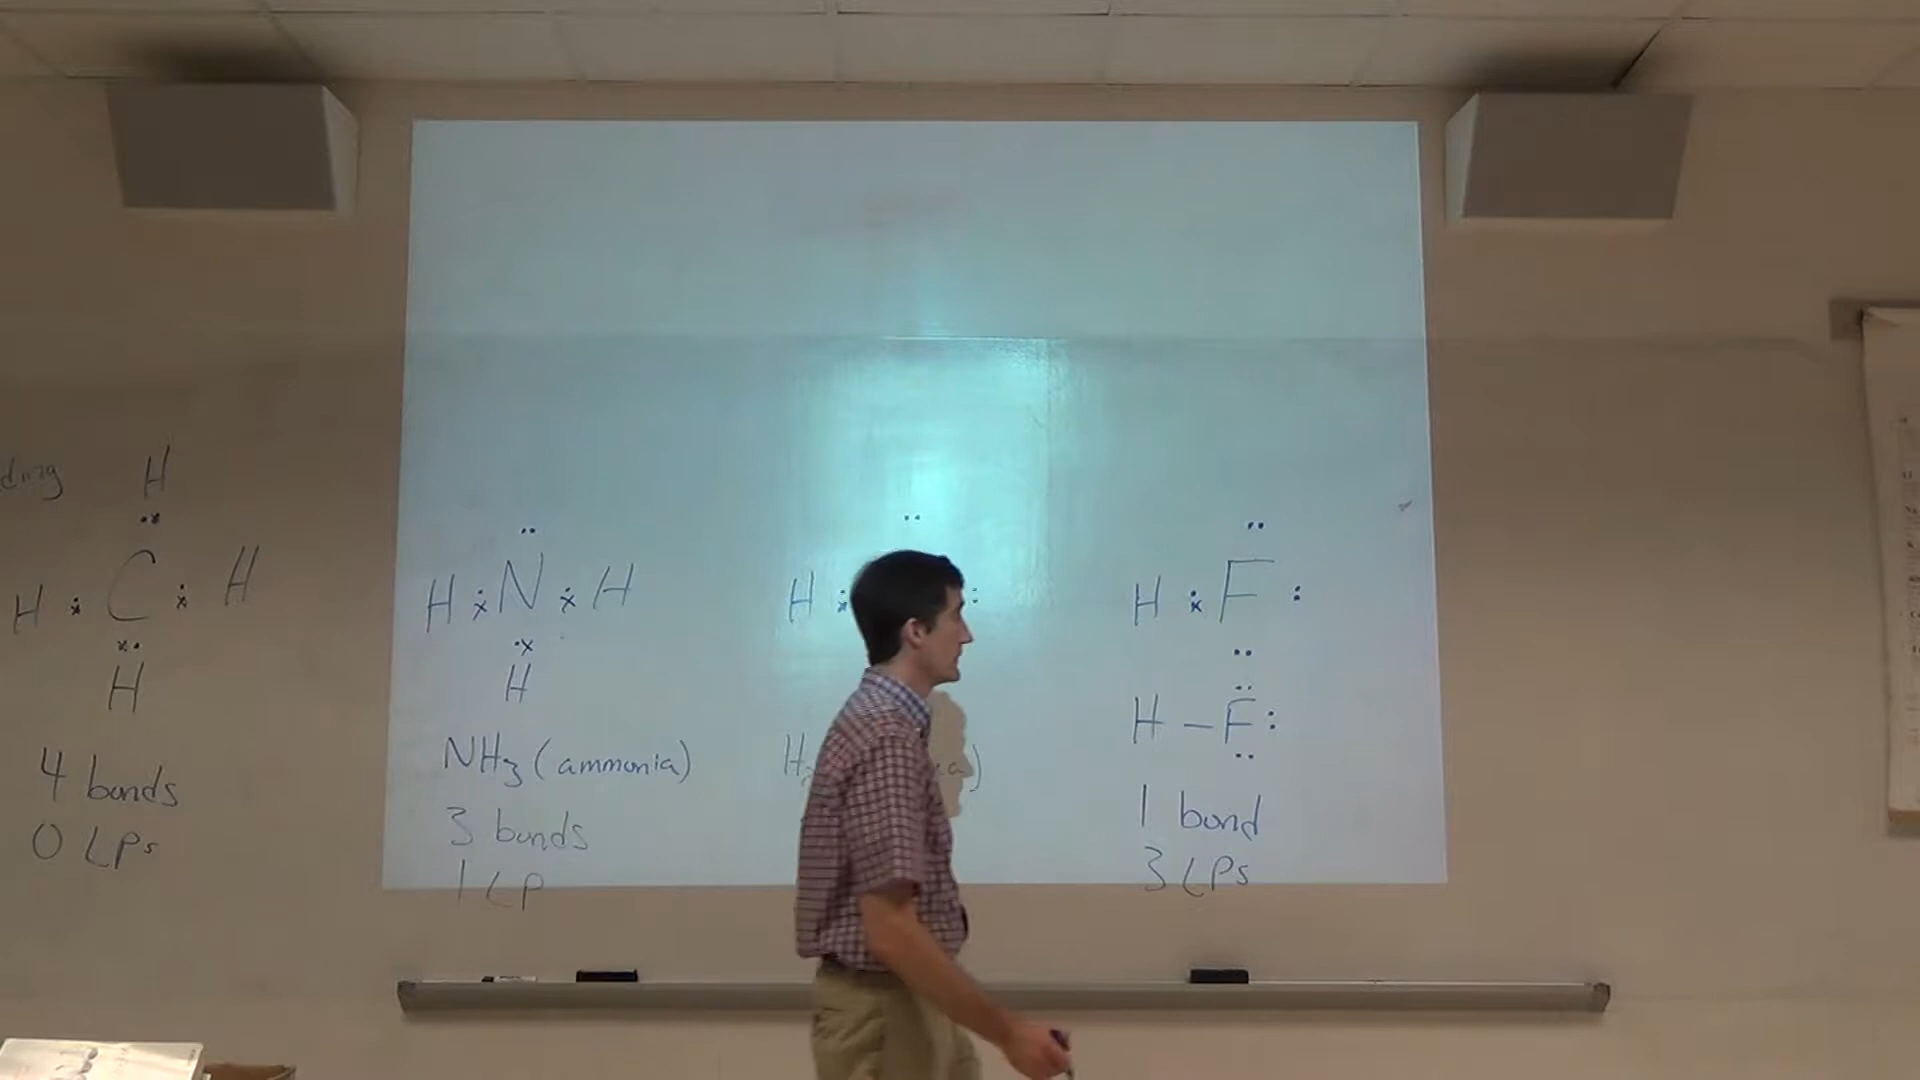 ding
H
H C H
H
4 bonds
0 LPs
H N H
H
NH3 (ammonia)
3 bonds
1 LP
H
H
H F
H – F
1 bond
3 LPs